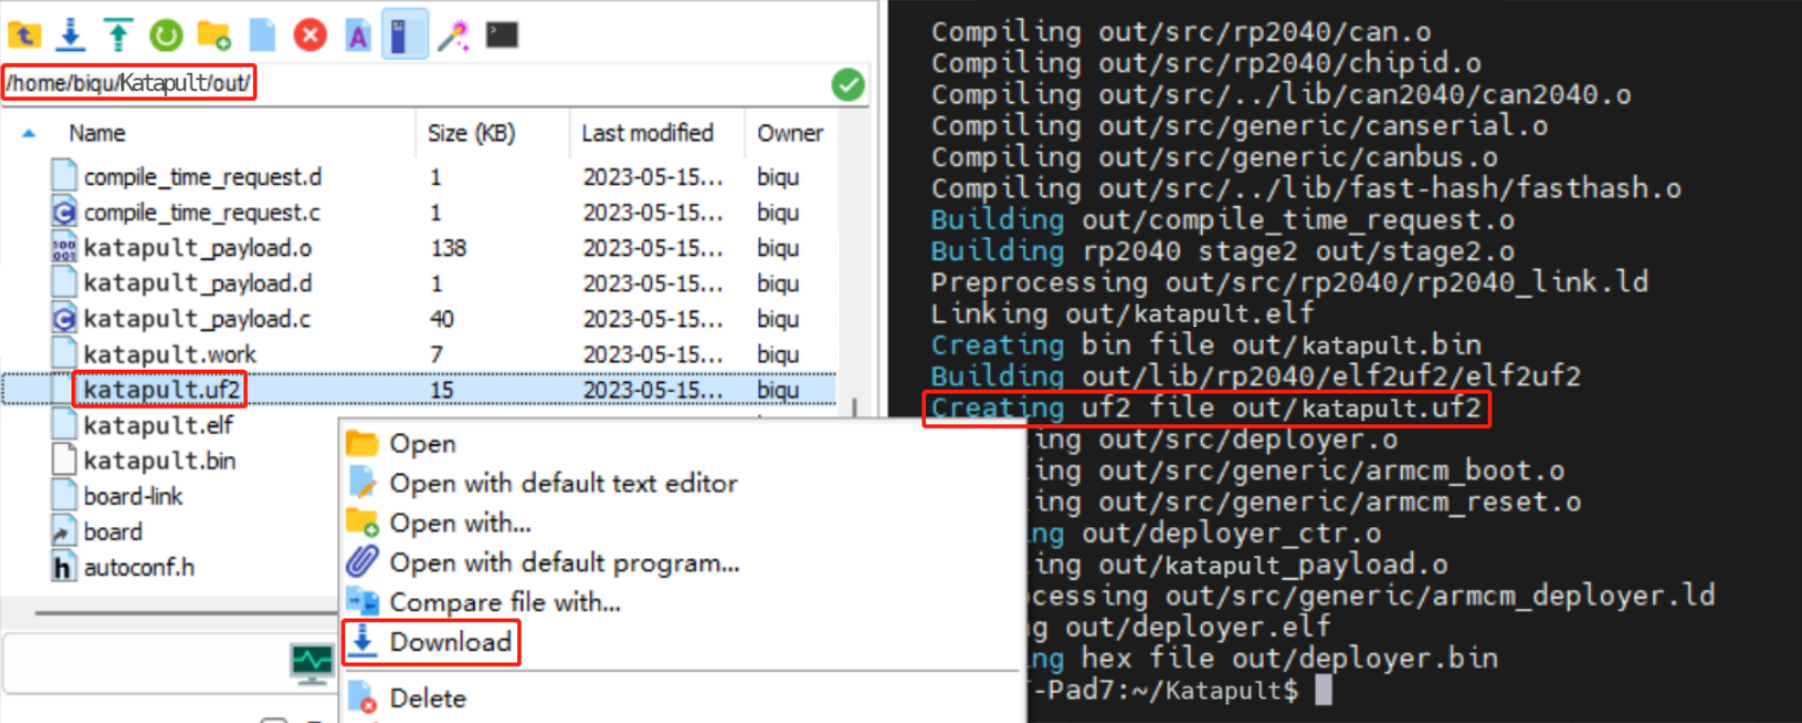 /home/biqu/Katapult/out/
Name Size (KB) Last modified Owner
compile_time_request.d 1 2023-05-15... biqu
compile_time_request.c 1 2023-05-15... biqu
katapult_payload.o 138 2023-05-15... biqu
katapult_payload.d 1 2023-05-15... biqu
katapult_payload.c 40 2023-05-15... biqu
katapult.work 7 2023-05-15... biqu
katapult.uf2 15 2023-05-15... biqu
katapult.elf
katapult.bin
board-link
board
autoconf.h
Open
Open with default text editor
Open with...
Open with default program...
Compare file with...
Download
Delete
Compiling out/src/rp2040/can.o
Compiling out/src/rp2040/chipid.o
Compiling out/src/../lib/can2040/can2040.o
Compiling out/src/generic/canserial.o
Compiling out/src/generic/canbus.o
Compiling out/src/../lib/fast-hash/fasthash.o
Building out/compile_time_request.o
Building rp2040 stage2 out/stage2.o
Preprocessing out/src/rp2040/rp2040_link.ld
Linking out/katapult.elf
Creating bin file out/katapult.bin
Building out/lib/rp2040/elf2uf2/elf2uf2
Creating uf2 file out/katapult.uf2
ing out/src/deployer.o
ing out/src/generic/armcm_boot.o
ing out/src/generic/armcm_reset.o
ng out/deployer_ctr.o
ing out/katapult_payload.o
cessing out/src/generic/armcm_deployer.ld
g out/deployer.elf
ng hex file out/deployer.bin
-Pad7:~/Katapult$